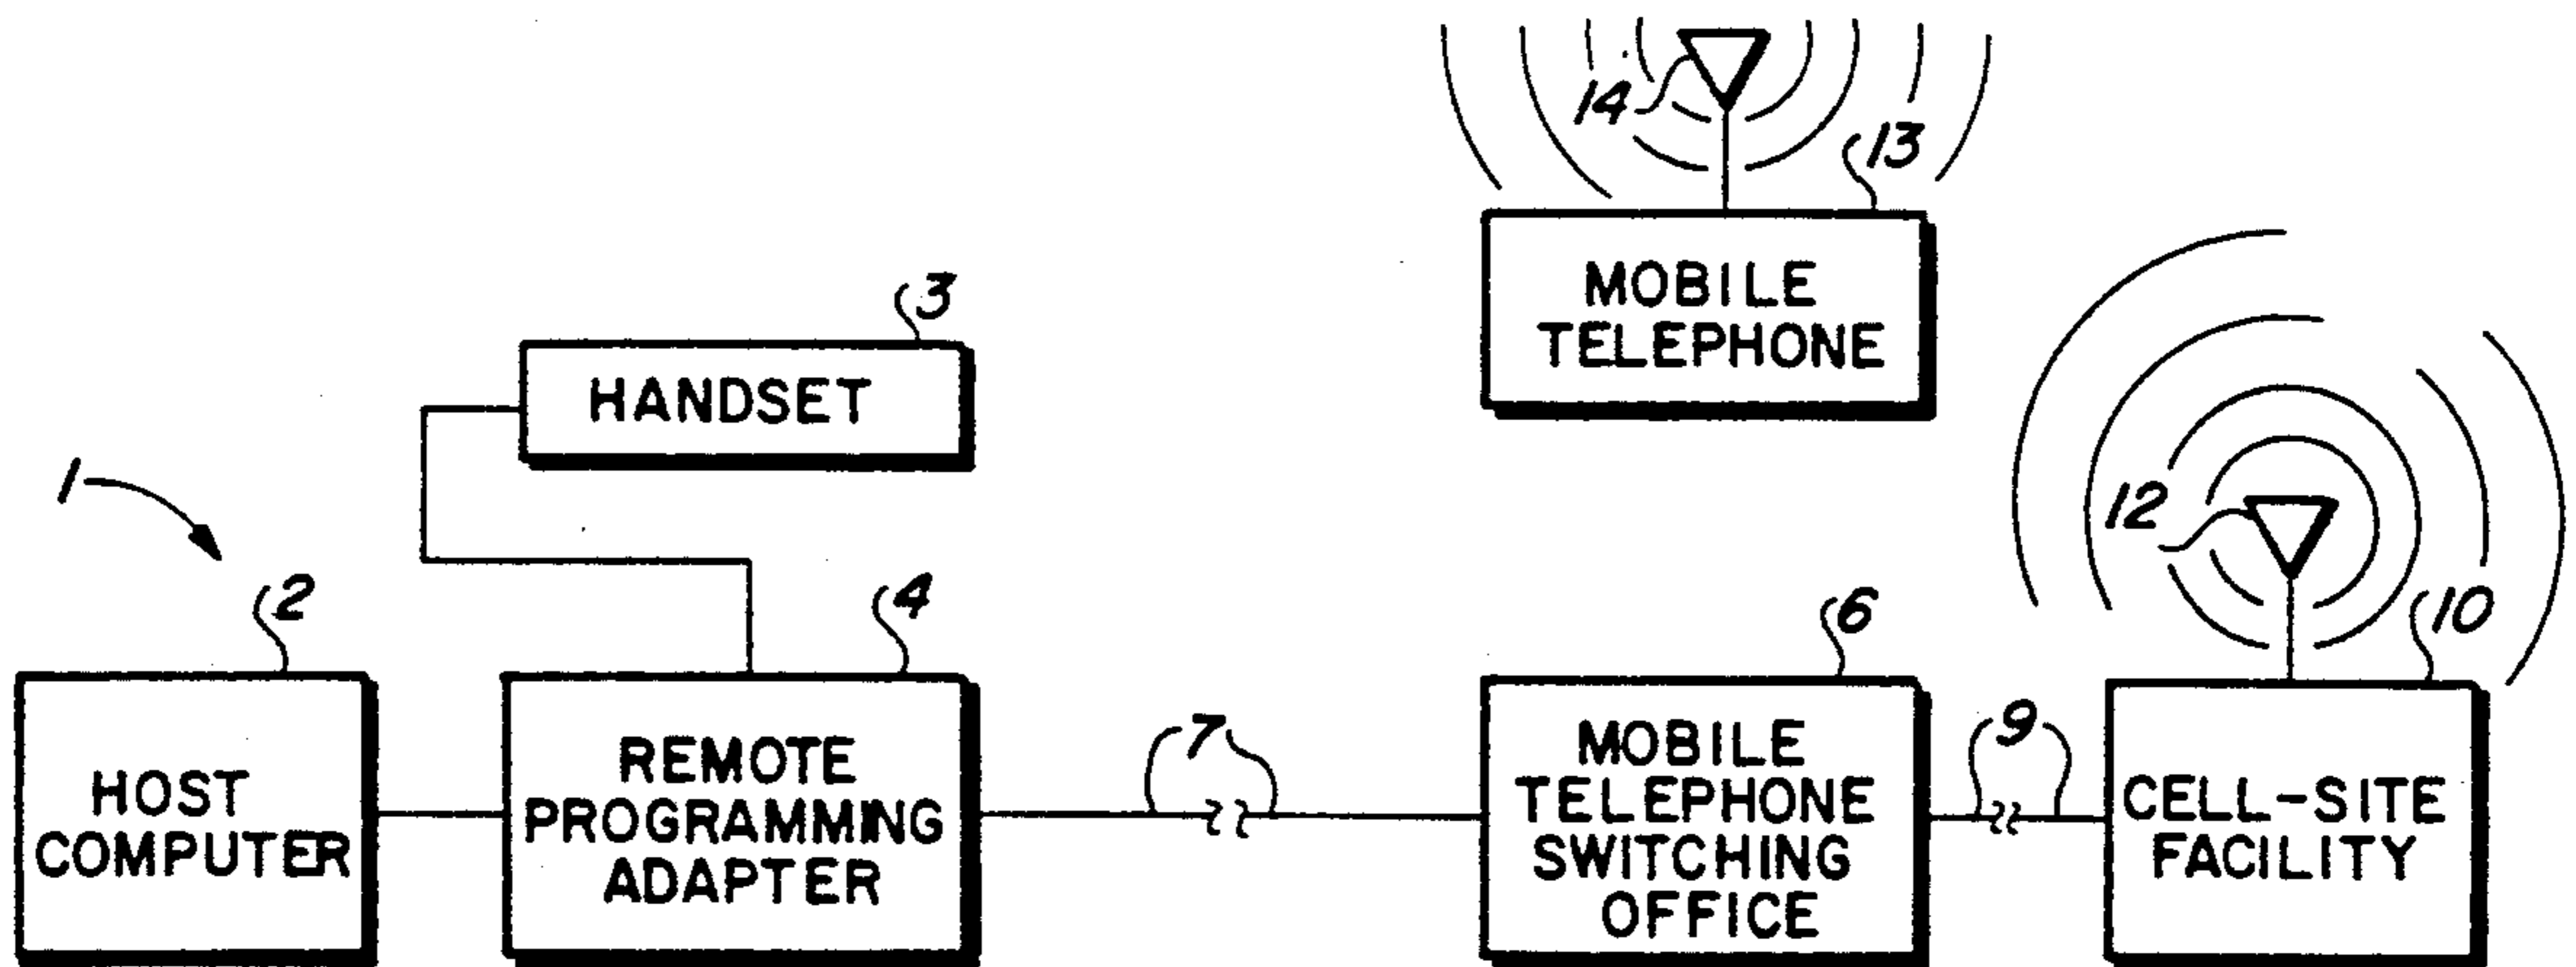 14
13
MOBILE
TELEPHONE
3
HANDSET
1
12
2
4
6
10
7
9
HOST
COMPUTER
REMOTE
PROGRAMMING
ADAPTER
MOBILE
TELEPHONE
SWITCHING
OFFICE
CELL-SITE
FACILITY